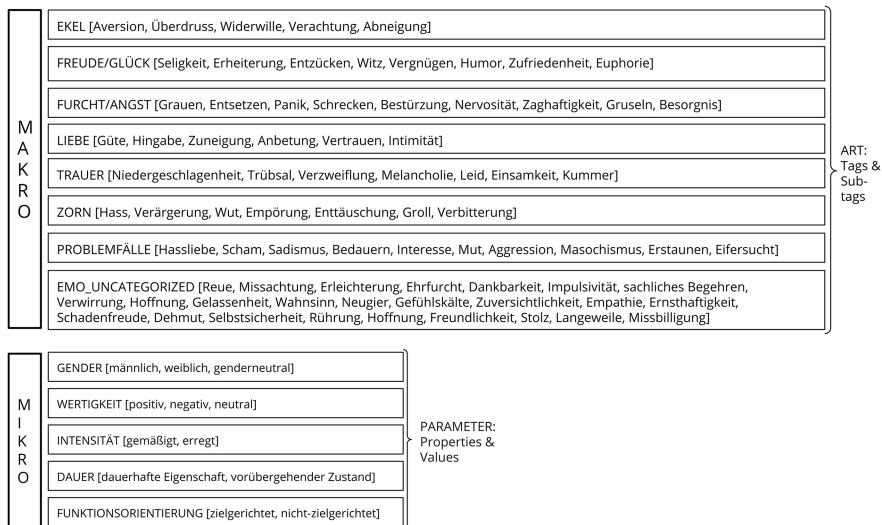 MAKRO
EKEL [Aversion, Überdruss, Widerwille, Verachtung, Abneigung]
FREUDE/GLÜCK [Seligkeit, Erheiterung, Entzücken, Witz, Vergnügen, Humor, Zufriedenheit, Euphorie]
FURCHT/ANGST [Grauen, Entsetzen, Panik, Schrecken, Bestürzung, Nervosität, Zaghaftigkeit, Gruseln, Besorgnis]
LIEBE [Güte, Hingabe, Zuneigung, Anbetung, Vertrauen, Intimität]
TRAUER [Niedergeschlagenheit, Trübsal, Verzweiflung, Melancholie, Leid, Einsamkeit, Kummer]
ZORN [Hass, Verärgerung, Wut, Empörung, Enttäuschung, Groll, Verbitterung]
PROBLEMFÄLLE [Hassliebe, Scham, Sadismus, Bedauern, Interesse, Mut, Aggression, Masochismus, Erstaunen, Eifersucht]
EMO_UNCATEGORIZED [Reue, Missachtung, Erleichterung, Ehrfurcht, Dankbarkeit, Impulsivität, sachliches Begehren,
Verwirrung, Hoffnung, Gelassenheit, Wahnsinn, Neugier, Gefühlskälte, Zuversichtlichkeit, Empathie, Ernsthaftigkeit,
Schadenfreude, Dehmut, Selbstsicherheit, Rührung, Hoffnung, Freundlichkeit, Stolz, Langeweile, Missbilligung]
ART:
Tags &
Sub-
tags
MIKRO
GENDER [männlich, weiblich, genderneutral]
WERTIGKEIT [positiv, negativ, neutral]
INTENSITÄT [gemäßigt, erregt]
DAUER [dauerhafte Eigenschaft, vorübergehender Zustand]
FUNKTIONSORIENTIERUNG [zielgerichtet, nicht-zielgerichtet]
PARAMETER:
Properties &
Values